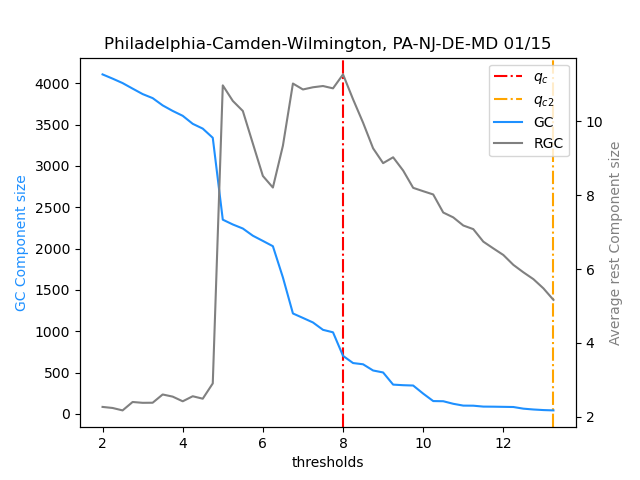 Philadelphia-Camden-Wilmington, PA-NJ-DE-MD 01/15
GC Component size
4000
3500
3000
2500
2000
1500
1000
500
0
2
4
6
8
10
12
thresholds
10
8
6
4
2
Average rest Component size
q_c
q_{c2}
GC
RGC